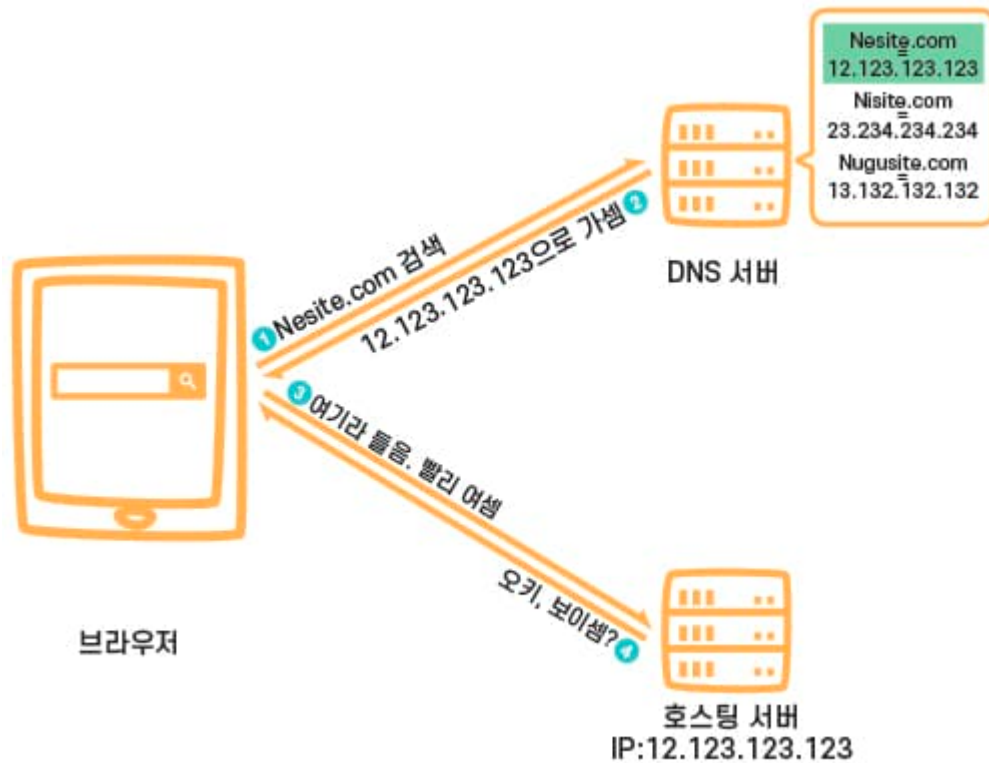 Nesite.com
=
12.123.123.123
Nisite.com
=
23.234.234.234
Nugusite.com
=
13.132.132.132
DNS 서버
1 Nesite.com 검색
12.123.123.123으로 가셈 2
3 여기라 들음. 빨리 여셈
오키, 보이셈? 4
브라우저
호스팅 서버
IP:12.123.123.123